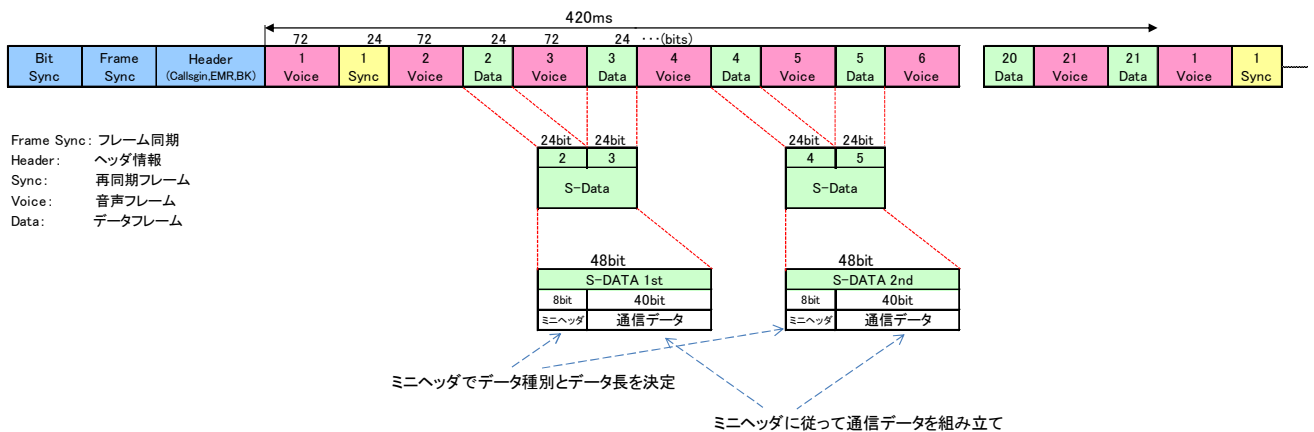 420ms
72 24 72 24 72 24 ···(bits)
Bit Sync
Frame Sync
Header (Callsgin,EMR,BK)
1 Voice
1 Sync
2 Voice
2 Data
3 Voice
3 Data
4 Voice
4 Data
5 Voice
5 Data
6 Voice
20 Data
21 Voice
21 Data
1 Voice
1 Sync
Frame Sync: フレーム同期
Header: ヘッダ情報
Sync: 再同期フレーム
Voice: 音声フレーム
Data: データフレーム
24bit 24bit
2 3
S-Data
24bit 24bit
4 5
S-Data
48bit
S-DATA 1st
8bit 40bit
ミニヘッダ 通信データ
48bit
S-DATA 2nd
8bit 40bit
ミニヘッダ 通信データ
ミニヘッダでデータ種別とデータ長を決定
ミニヘッダに従って通信データを組み立て